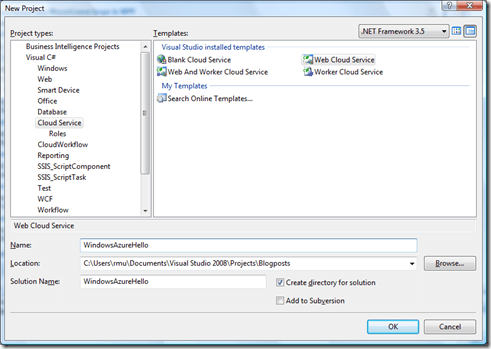 New Project
Project types:
Templates:
.NET Framework 3.5
Business Intelligence Projects
Visual C#
Windows
Web
Smart Device
Office
Database
Cloud Service
Roles
CloudWorkflow
Reporting
SSIS_ScriptComponent
SSIS_ScriptTask
Test
WCF
Workflow
Visual Studio installed templates
Blank Cloud Service
Web Cloud Service
Web And Worker Cloud Service
Worker Cloud Service
My Templates
Search Online Templates...
Web Cloud Service
Name:
WindowsAzureHello
Location:
C:\Users\rmu\Documents\Visual Studio 2008\Projects\Blogposts
Browse...
Solution Name:
WindowsAzureHello
Create directory for solution
Add to Subversion
OK
Cancel